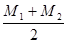 M₁ + M₂
2